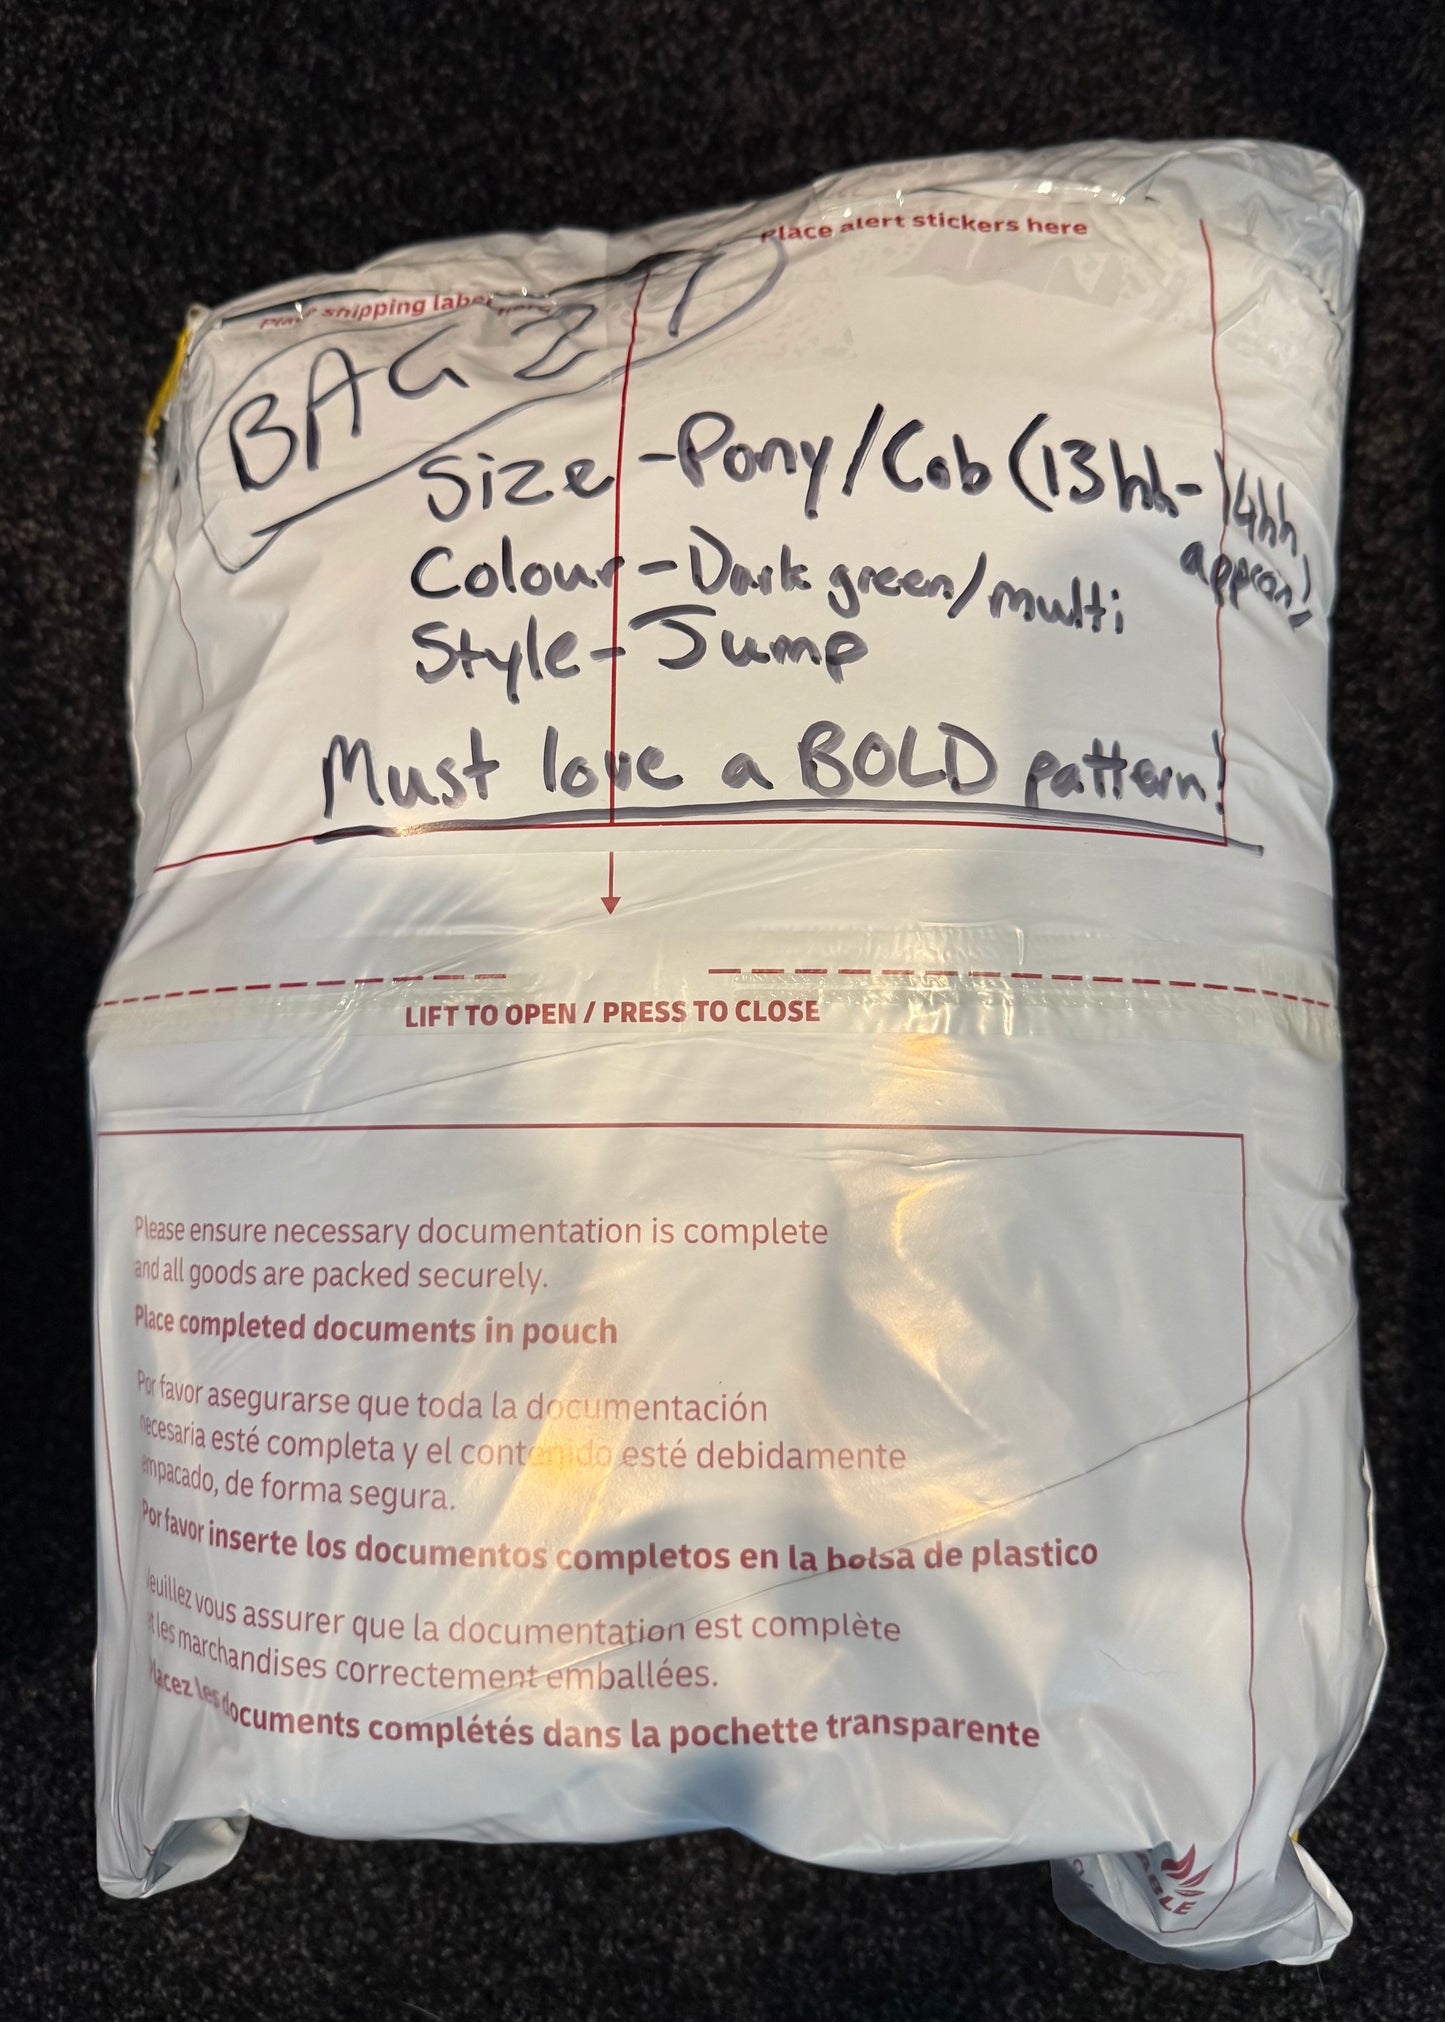 Place alert stickers here
Place shipping label here
BAG 27
Size - Pony/Cob (13hh - 14hh,
Colour - Dark green/multi
Style - Jump
Must love a BOLD pattern!
LIFT TO OPEN / PRESS TO CLOSE
Please ensure necessary documentation is complete
and all goods are packed securely.
Place completed documents in pouch
Por favor asegurarse que toda la documentación
necesaria esté completa y el contenido esté debidamente
empacado, de forma segura.
Por favor inserte los documentos completos en la bolsa de plastico
Veuillez vous assurer que la documentation est complète
et les marchandises correctement emballées.
Placez les documents complétés dans la pochette transparente